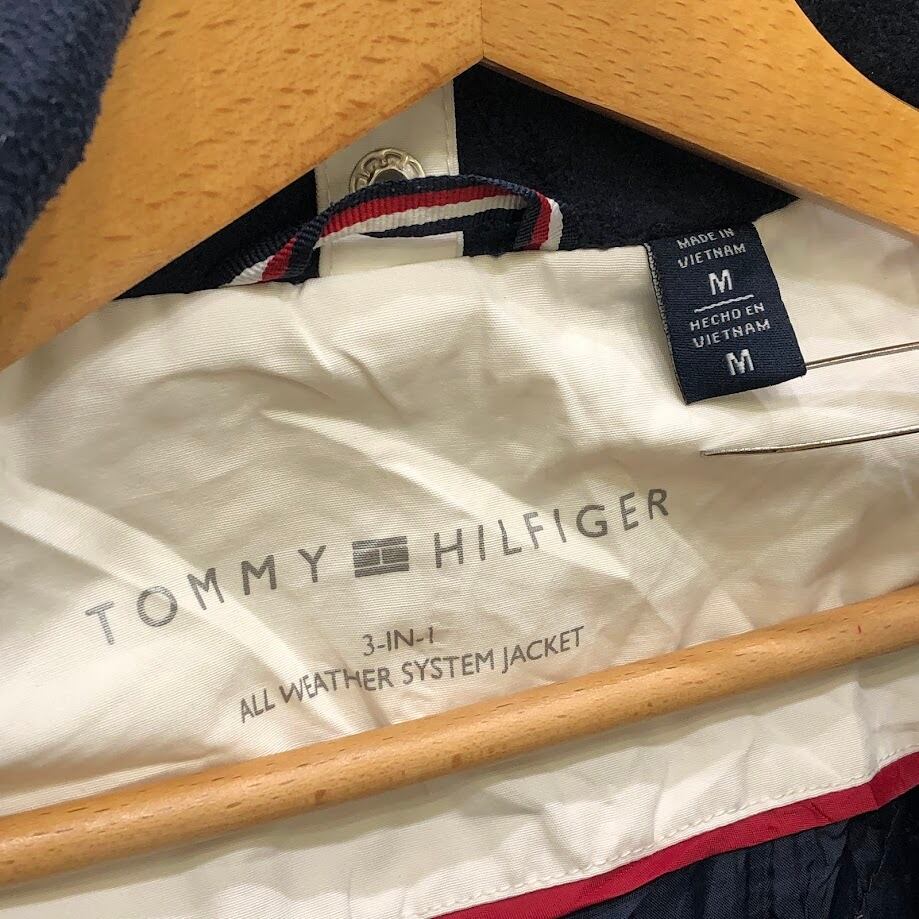 MADE IN
VIETNAM
M
HECHO EN
VIETNAM
M
TOMMY HILFIGER
3-IN-1
ALL WEATHER SYSTEM JACKET